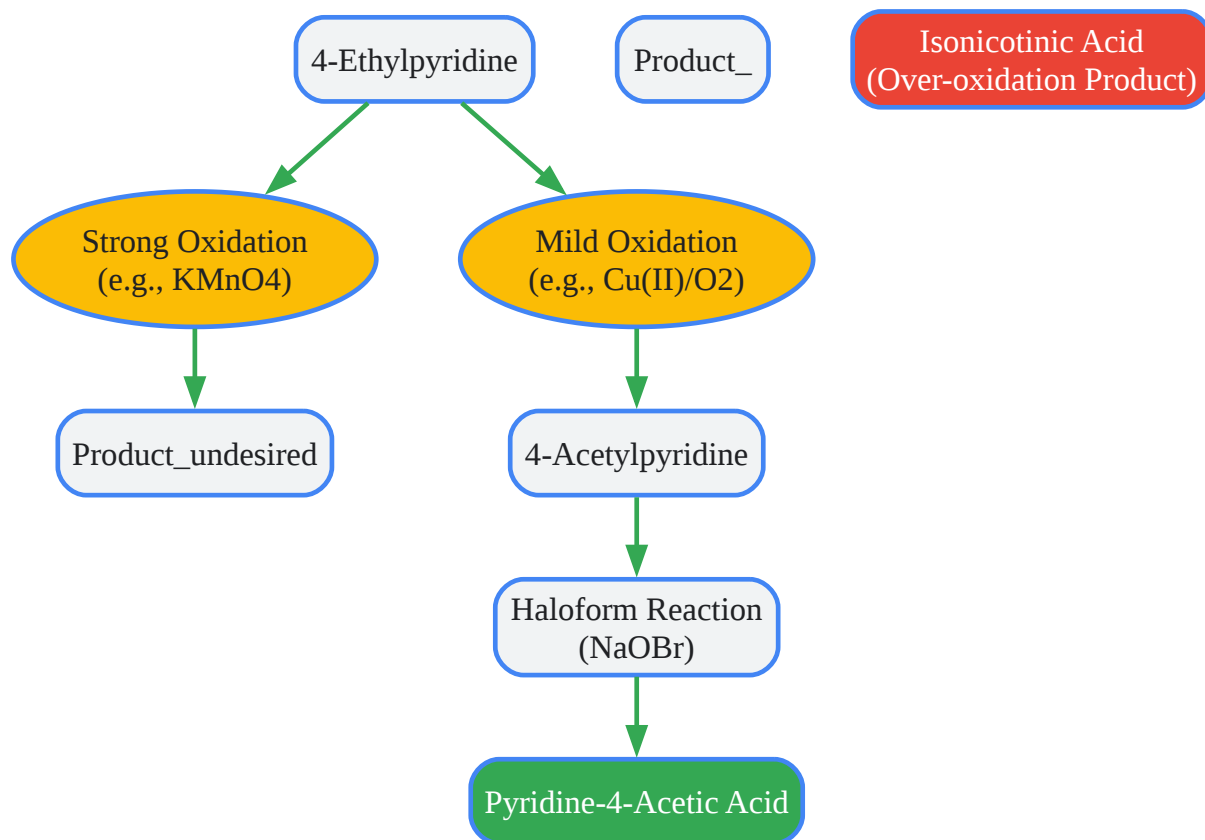 4-Ethylpyridine
Product_
Isonicotinic Acid
(Over-oxidation Product)
Strong Oxidation
(e.g., KMnO4)
Mild Oxidation
(e.g., Cu(II)/O2)
Product_undesired
4-Acetylpyridine
Haloform Reaction
(NaOBr)
Pyridine-4-Acetic Acid